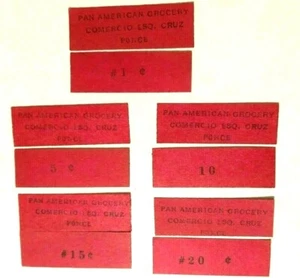 PAN AMERICAN GROCERY
COMERCIO ESQ. CRUZ
PONCE
#1 ¢
PAN AMERICAN GROCERY
COMERCIO ESQ. CRUZ
PONCE
5 ¢
PAN AMERICAN GROCERY
COMERCIO ESQ. CRUZ
PONCE
10
PAN AMERICAN GROCERY
COMERCIO ESQ. CRUZ
PONCE
#15¢
PAN AMERICAN GROCERY
COMERCIO ESQ. CRUZ
PONCE
#20 ¢